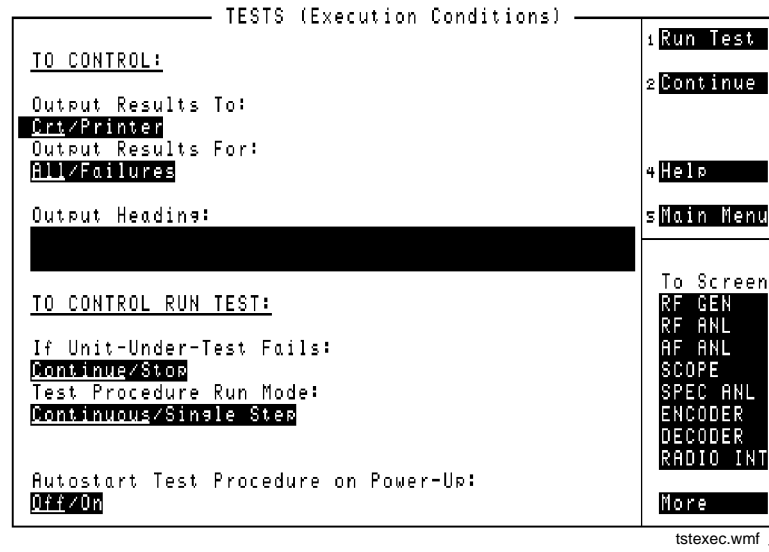 TESTS (Execution Conditions)
TO CONTROL:
Output Results To:
Crt/Printer
Output Results For:
All/Failures
Output Heading:
TO CONTROL RUN TEST:
If Unit-Under-Test Fails:
Continue/Stop
Test Procedure Run Mode:
Continuous/Single Step
Autostart Test Procedure on Power-Up:
Off/On
1 Run Test
2 Continue
4 Help
5 Main Menu
To Screen
RF GEN
RF ANL
AF ANL
SCOPE
SPEC ANL
ENCODER
DECODER
RADIO INT
More
tstexec.wmf